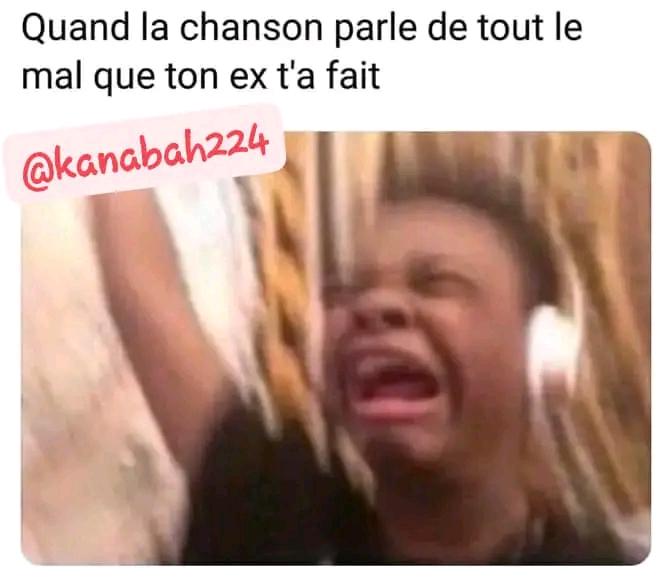 Quand la chanson parle de tout le
mal que ton ex t'a fait
@kanabah224